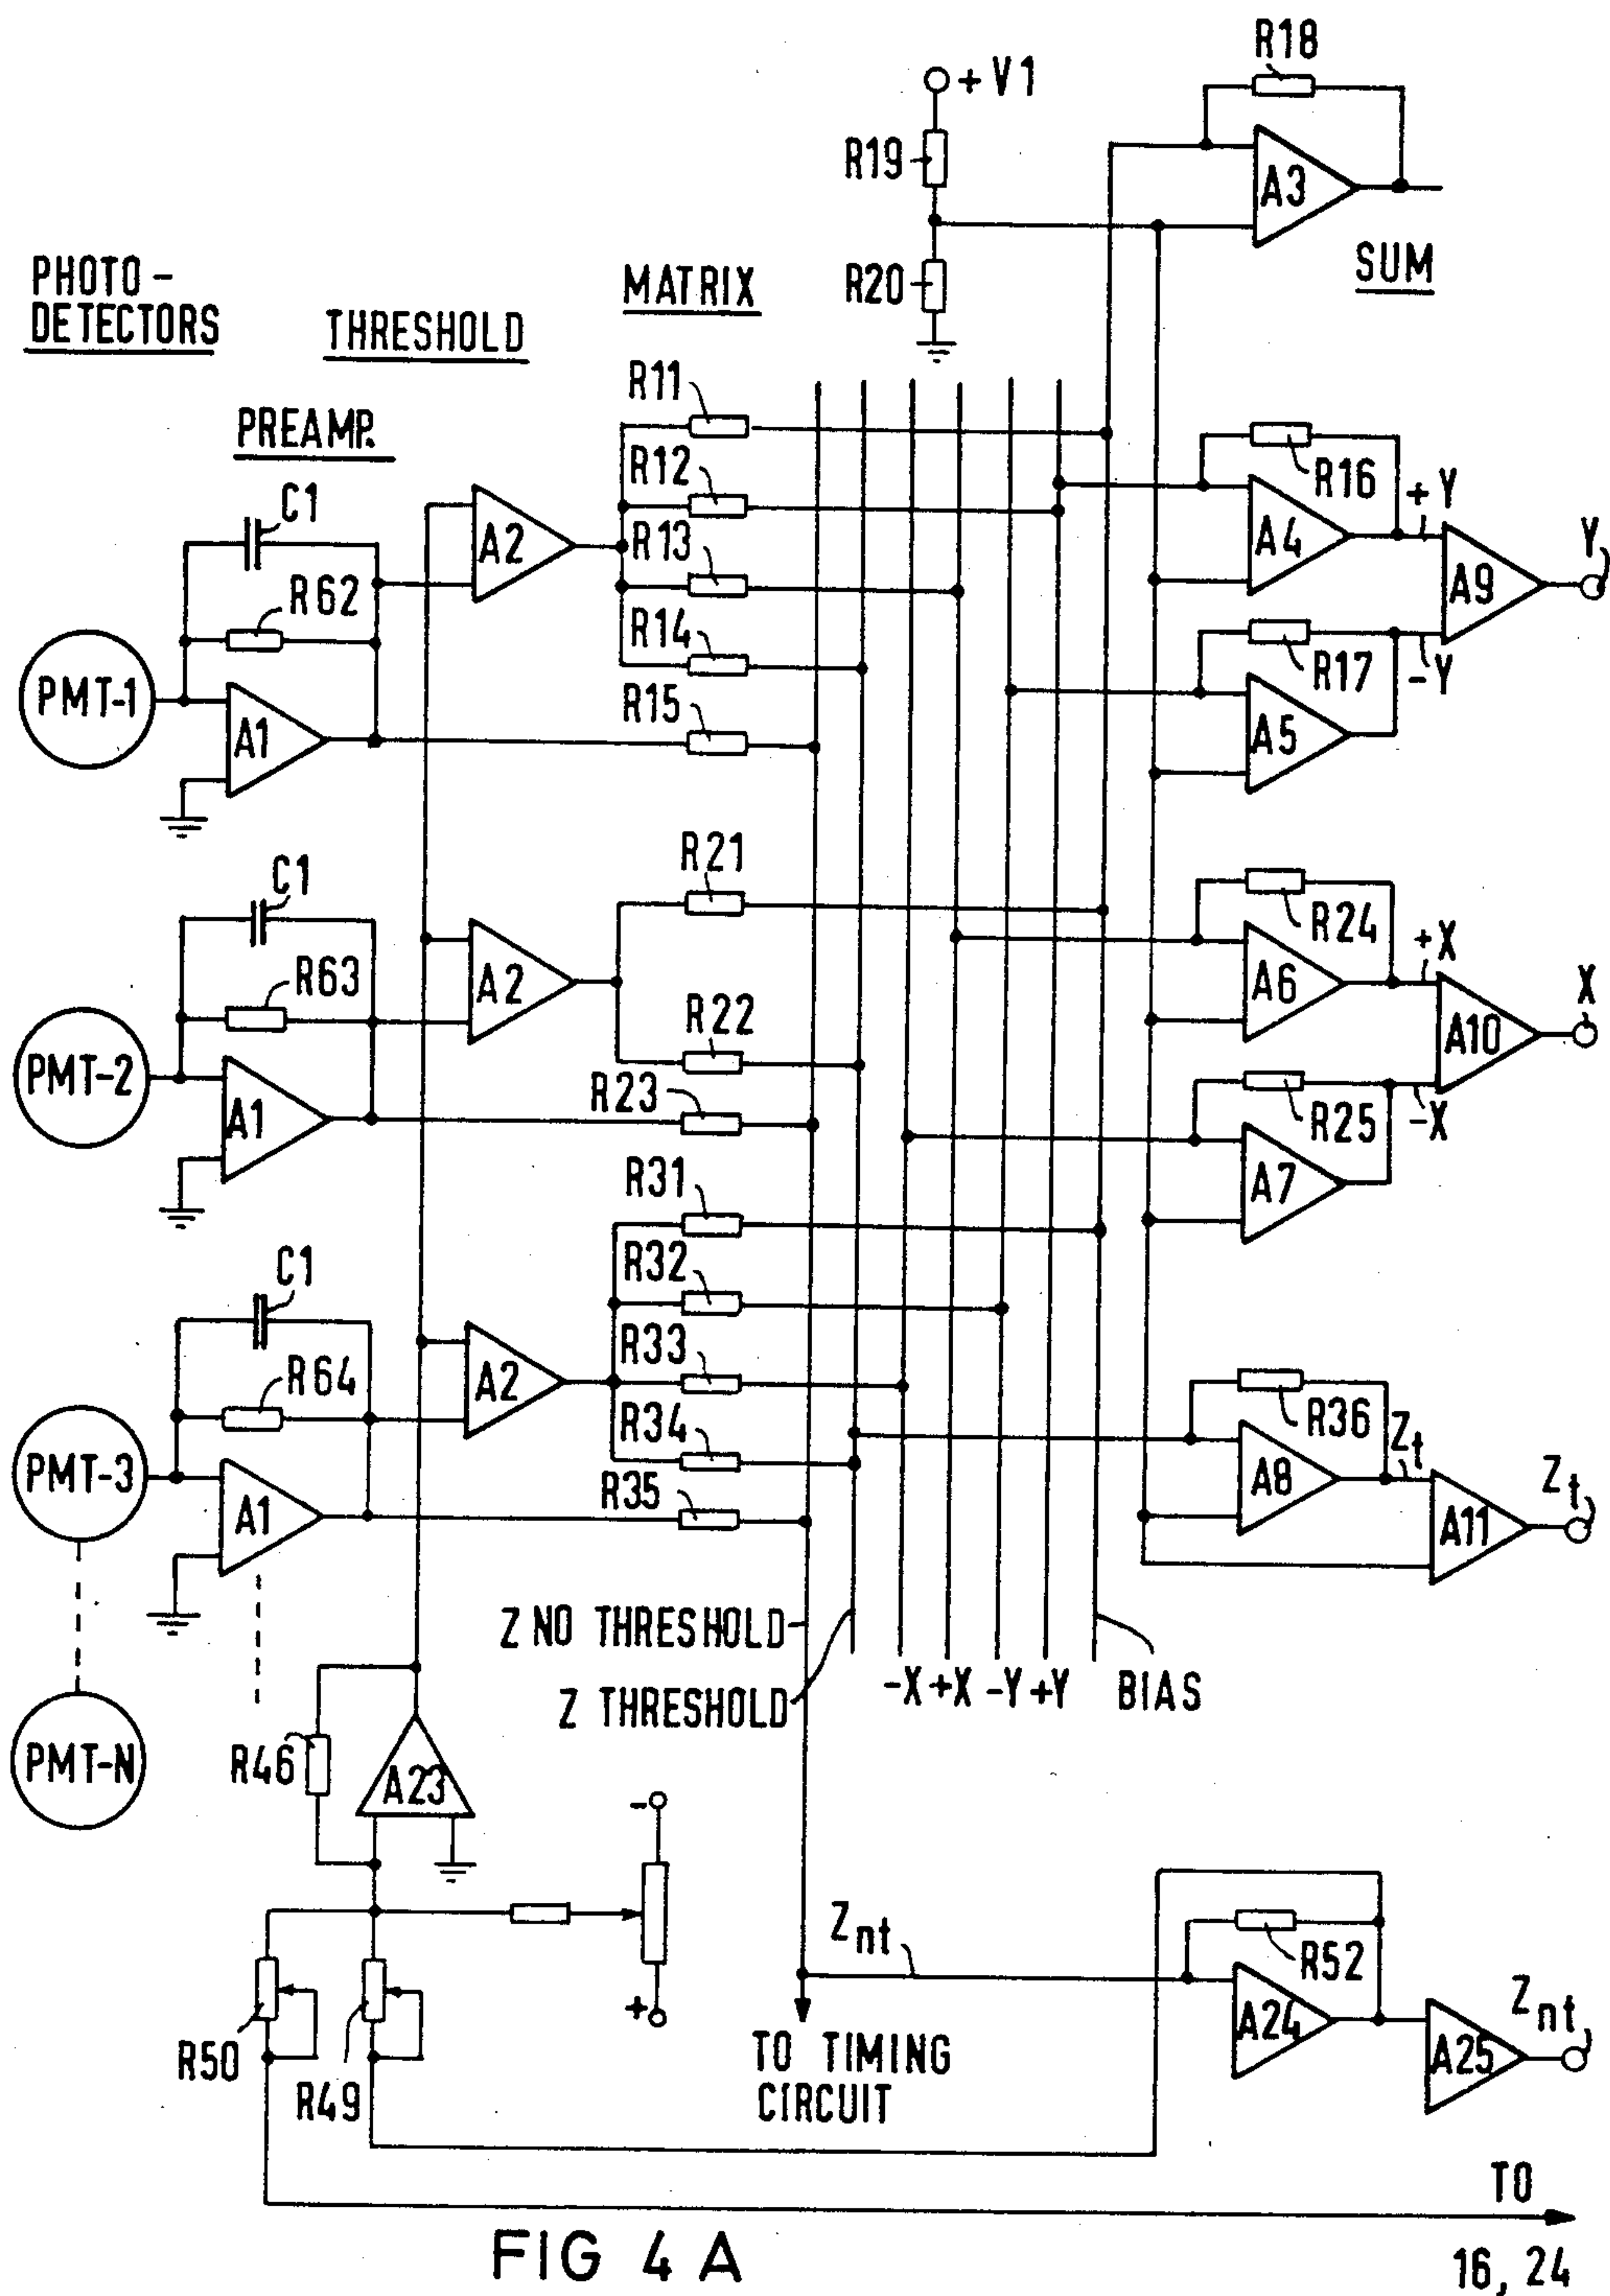 R18
+ V1
R19
A3
R20
SUM
PHOTO-
DETECTORS
THRESHOLD
MATRIX
PREAMP.
R11
R12
R13
R14
R15
C1
R62
PMT-1
A1
A2
R16
+Y
A4
A9
Y
R17
-Y
A5
R21
R22
R23
C1
R63
PMT-2
A1
A2
R24
+X
A6
A10
X
R25
-X
A7
R31
R32
R33
R34
R35
C1
R64
PMT-3
A1
A2
R36
Zt
A8
A11
Zt
Z NO THRESHOLD
Z THRESHOLD
-X +X -Y +Y
BIAS
PMT-N
R46
A23
-
+
R50
R49
Znt
TO TIMING
CIRCUIT
R52
A24
A25
Znt
TO
16, 24
FIG 4 A